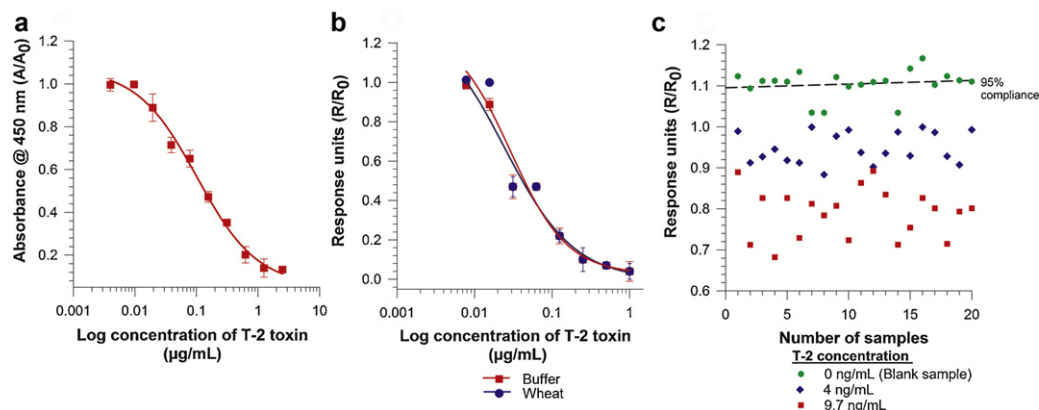 a
1.2
1.0
0.8
0.6
0.4
0.2
Absorbance @ 450 nm (A/A0)
0.001 0.01 0.1 1 10
Log concentration of T-2 toxin
(µg/mL)
b
1.2
1.0
0.8
0.6
0.4
0.2
0.0
Response units (R/R0)
0.001 0.01 0.1 1
Log concentration of T-2 toxin
(µg/mL)
Buffer
Wheat
c
1.2
1.1
1.0
0.9
0.8
0.7
0.6
Response units (R/R0)
95%
compliance
0 5 10 15 20
Number of samples
T-2 concentration
0 ng/mL (Blank sample)
4 ng/mL
9.7 ng/mL